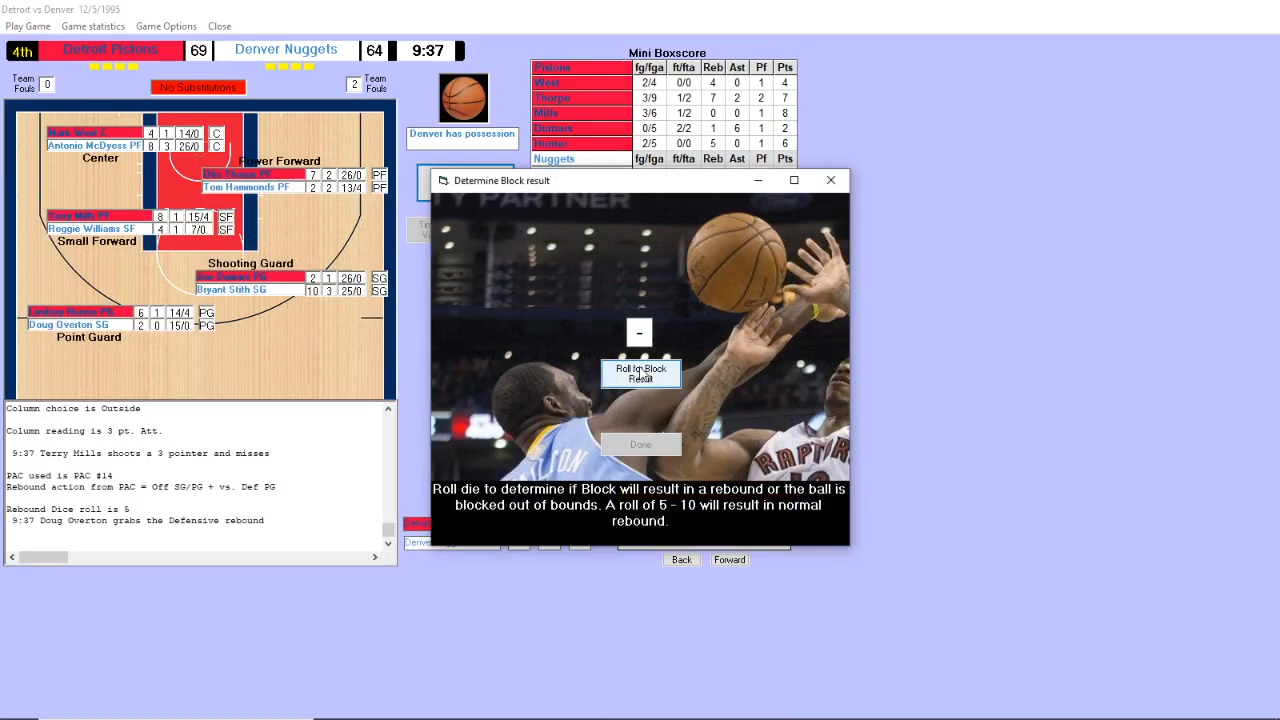 Detroit vs Denver 12/5/1995
Play Game Game statistics Game Options Close
4th Detroit Pistons 69 Denver Nuggets 64 9:37
Mini Boxscore
Team Fouls 0 No Substitutions 2 Team Fouls
Pistons fg/fga ft/fta Reb Ast Pf Pts
West 2/4 0/0 4 0 1 4
Thorpe 3/9 1/2 7 2 2 7
Mills 3/6 1/2 0 0 1 8
Dumars 0/5 2/2 1 6 1 2
Hunter 2/5 0/0 5 0 1 6
Nuggets fg/fga ft/fta Reb Ast Pf Pts
Denver has possession
Mark West C 4 1 14/0 C
Antonio McDyess PF 8 3 26/0 C
Center
Power Forward
Otis Thorpe PF 7 2 26/0 PF
Tom Hammonds PF 2 2 13/4 PF
Terry Mills PF 8 1 15/4 SF
Reggie Williams SF 4 1 7/0 SF
Small Forward
Shooting Guard
Joe Dumars PG 2 1 26/0 SG
Bryant Stith SG 10 3 25/0 SG
Lindsey Hunter PG 6 1 14/4 PG
Doug Overton SG 2 0 15/0 PG
Point Guard
Column choice is Outside
Column reading is 3 pt. Att.
9:37 Terry Mills shoots a 3 pointer and misses
PAC used is PAC #14
Rebound action from PAC = Off SG/PG + vs. Def PG
Rebound Dice roll is 5
9:37 Doug Overton grabs the Defensive rebound
Determine Block result
TY PARTNER
-
Roll for Block
Result
Done
RAPTOR
Roll die to determine if Block will result in a rebound or the ball is
blocked out of bounds. A roll of 5 - 10 will result in normal
rebound.
Back Forward